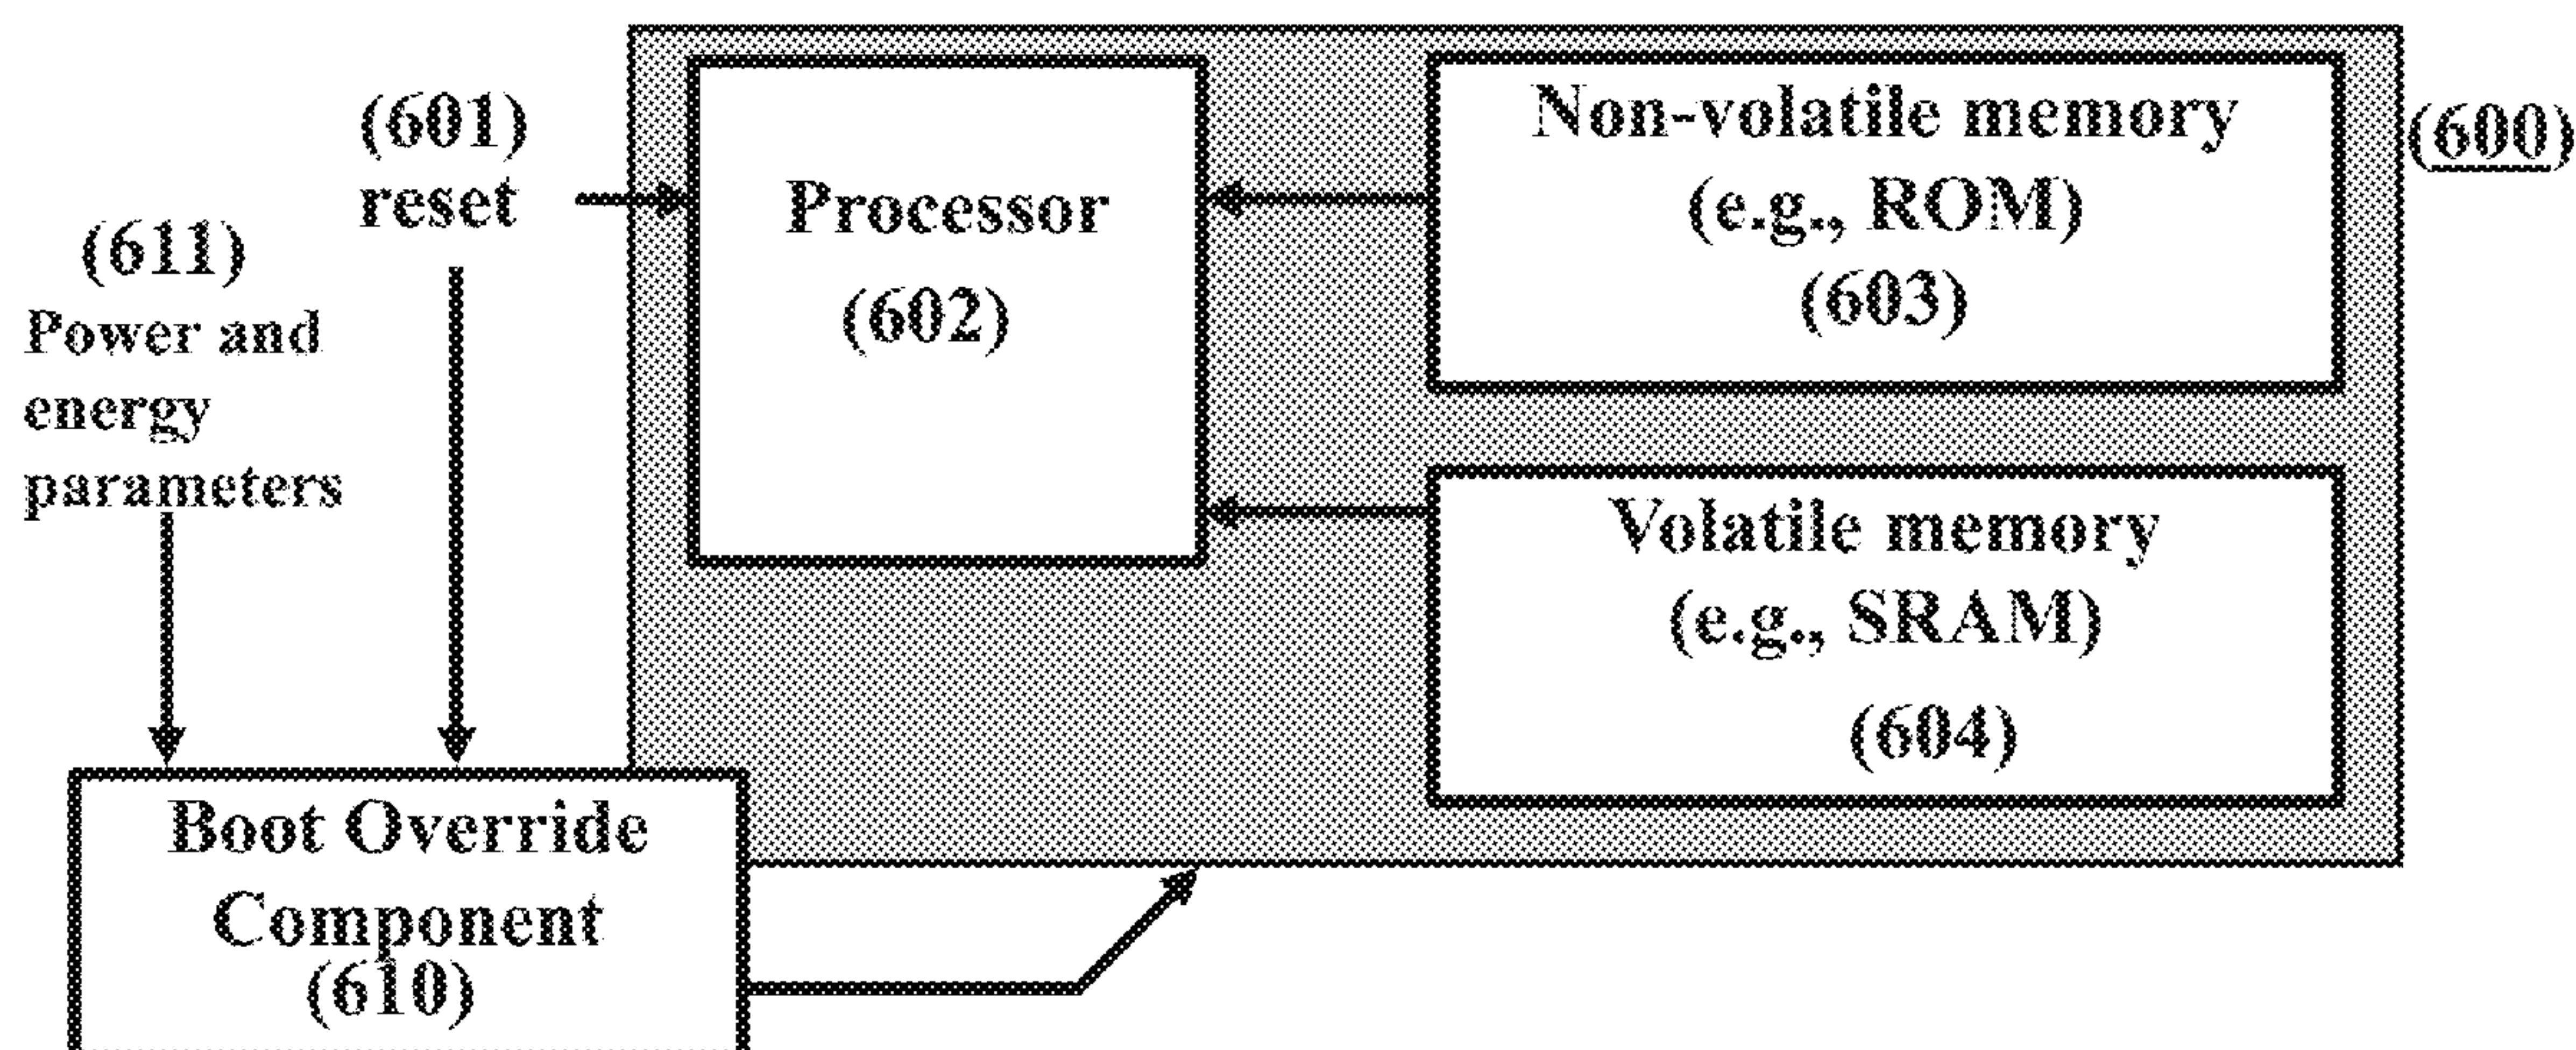 (601)
reset
(611)
Power and
energy
parameters
Processor
(602)
Non-volatile memory
(e.g., ROM)
(603)
(600)
Volatile memory
(e.g., SRAM)
(604)
Boot Override
Component
(610)